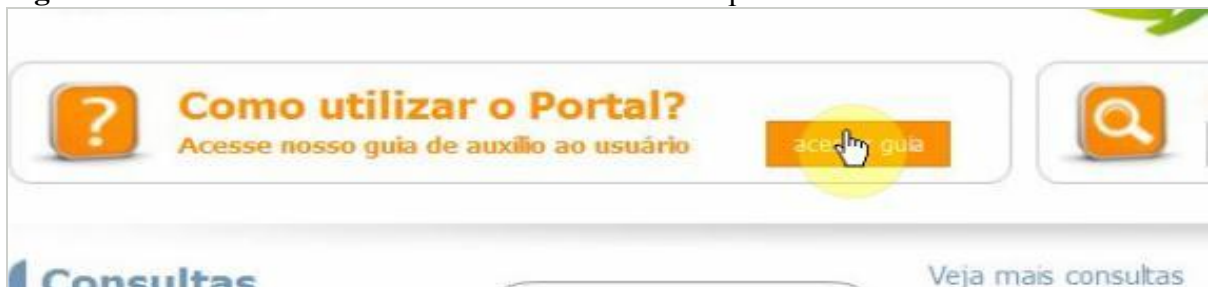 ?
Como utilizar o Portal?
Acesse nosso guia de auxílio ao usuário
guia
Consultas
Veja mais consultas